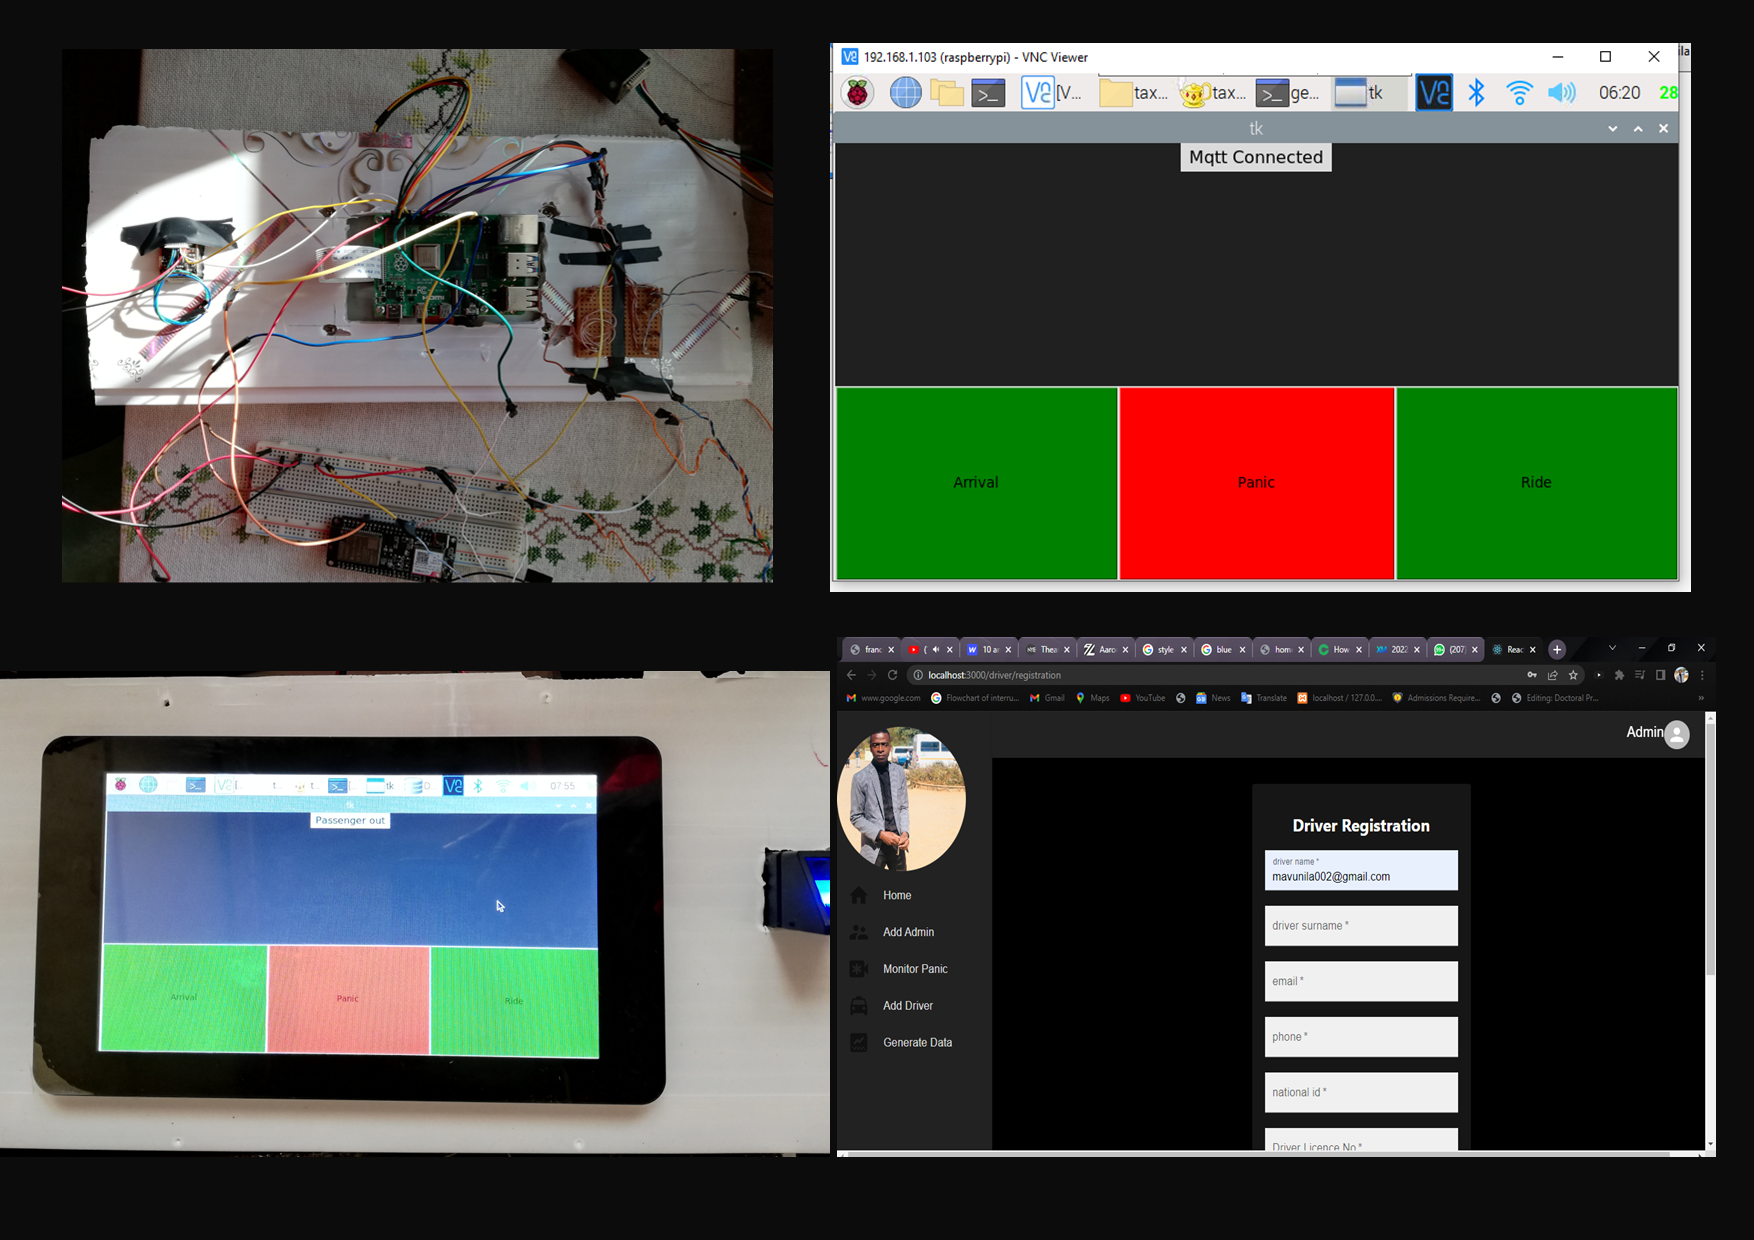 192.168.1.103 (raspberrypi) - VNC Viewer
[V... tax... tax... ge... tk 06:20 28
tk
Mqtt Connected
Arrival Panic Ride
tk 07:55
tk
Passenger out
Arrival Panic Ride
franc 10 a Thea Aaro style blue hom How 2022 (207) Reac
localhost:3000/driver/registration
www.google.com Flowchart of interru... Gmail Maps YouTube News Translate localhost / 127.0.0.... Admissions Require... Editing: Doctoral Pr... »
Admin
Home
Add Admin
Monitor Panic
Add Driver
Generate Data
Driver Registration
driver name *
mavunila002@gmail.com
driver surname *
email *
phone *
national id *
Driver Licence No *